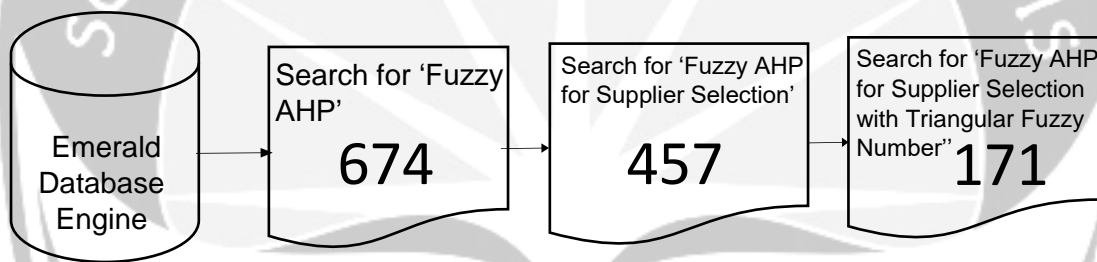 Emerald
Database
Engine
Search for ‘Fuzzy
AHP’
674
Search for ‘Fuzzy AHP
for Supplier Selection’
457
Search for ‘Fuzzy AHP
for Supplier Selection
with Triangular Fuzzy
Number’’
171